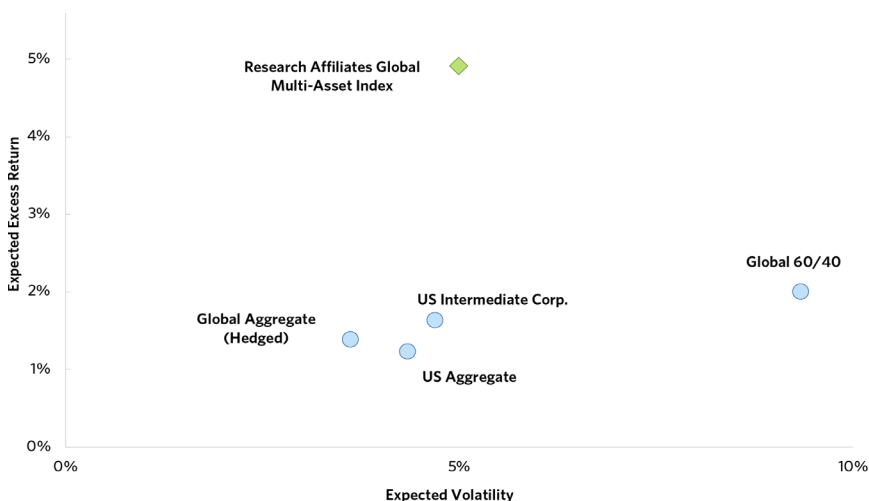 5%
Research Affiliates Global
Multi-Asset Index
4%
3%
Expected Excess Return
Global 60/40
2%
US Intermediate Corp.
Global Aggregate
(Hedged)
US Aggregate
1%
0%
0%
5%
10%
Expected Volatility